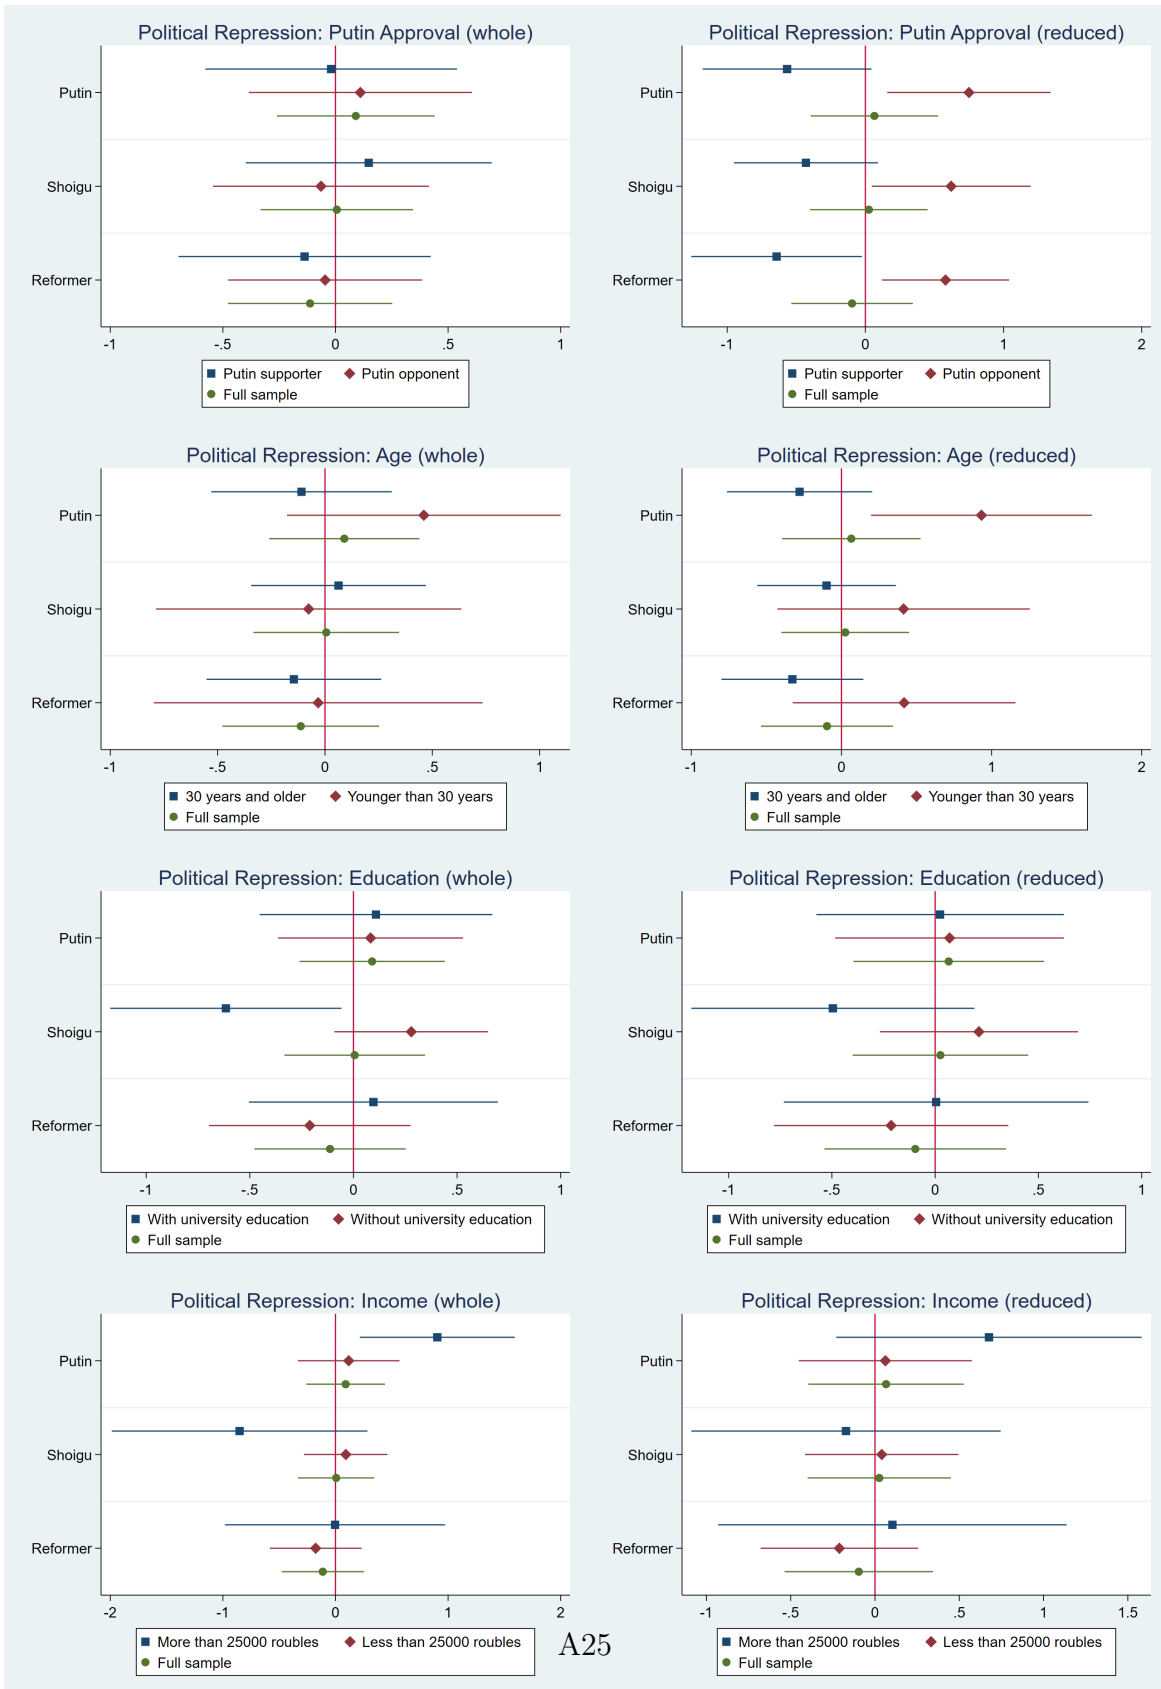 Political Repression: Putin Approval (whole)
Putin
Shoigu
Reformer
-1 -.5 0 .5 1
Putin supporter Putin opponent
Full sample
Political Repression: Putin Approval (reduced)
Putin
Shoigu
Reformer
-1 0 1 2
Putin supporter Putin opponent
Full sample
Political Repression: Age (whole)
Putin
Shoigu
Reformer
-1 -.5 0 .5 1
30 years and older Younger than 30 years
Full sample
Political Repression: Age (reduced)
Putin
Shoigu
Reformer
-1 0 1 2
30 years and older Younger than 30 years
Full sample
Political Repression: Education (whole)
Putin
Shoigu
Reformer
-1 -.5 0 .5 1
With university education Without university education
Full sample
Political Repression: Education (reduced)
Putin
Shoigu
Reformer
-1 -.5 0 .5 1
With university education Without university education
Full sample
Political Repression: Income (whole)
Putin
Shoigu
Reformer
-2 -1 0 1 2
More than 25000 roubles Less than 25000 roubles
Full sample
Political Repression: Income (reduced)
Putin
Shoigu
Reformer
-1 -.5 0 .5 1 1.5
More than 25000 roubles Less than 25000 roubles
Full sample
A25